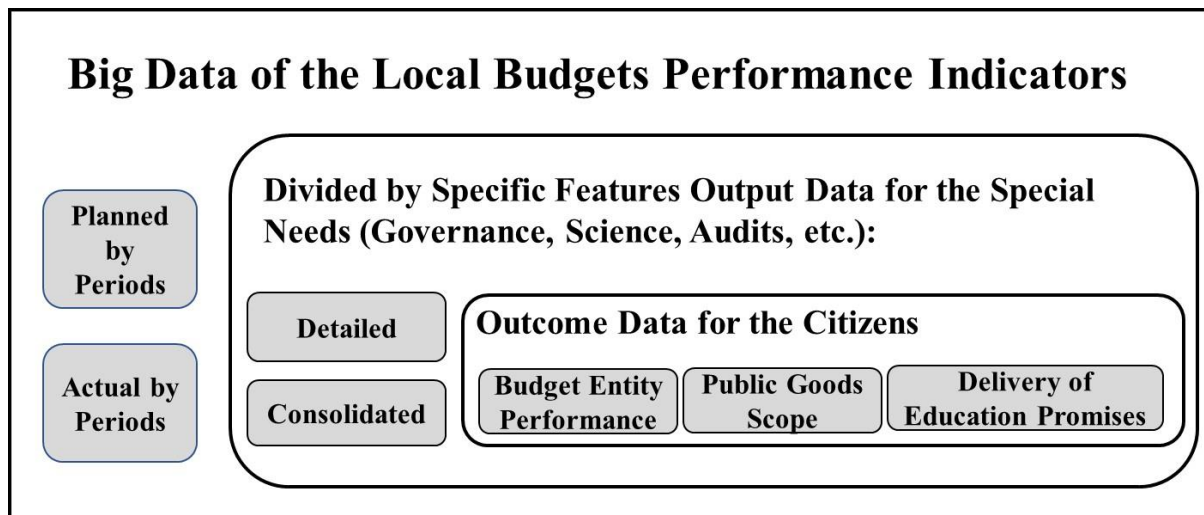 Big Data of the Local Budgets Performance Indicators
Planned
by
Periods
Actual by
Periods
Divided by Specific Features Output Data for the Special
Needs (Governance, Science, Audits, etc.):
Detailed
Consolidated
Outcome Data for the Citizens
Budget Entity
Performance
Public Goods
Scope
Delivery of
Education Promises